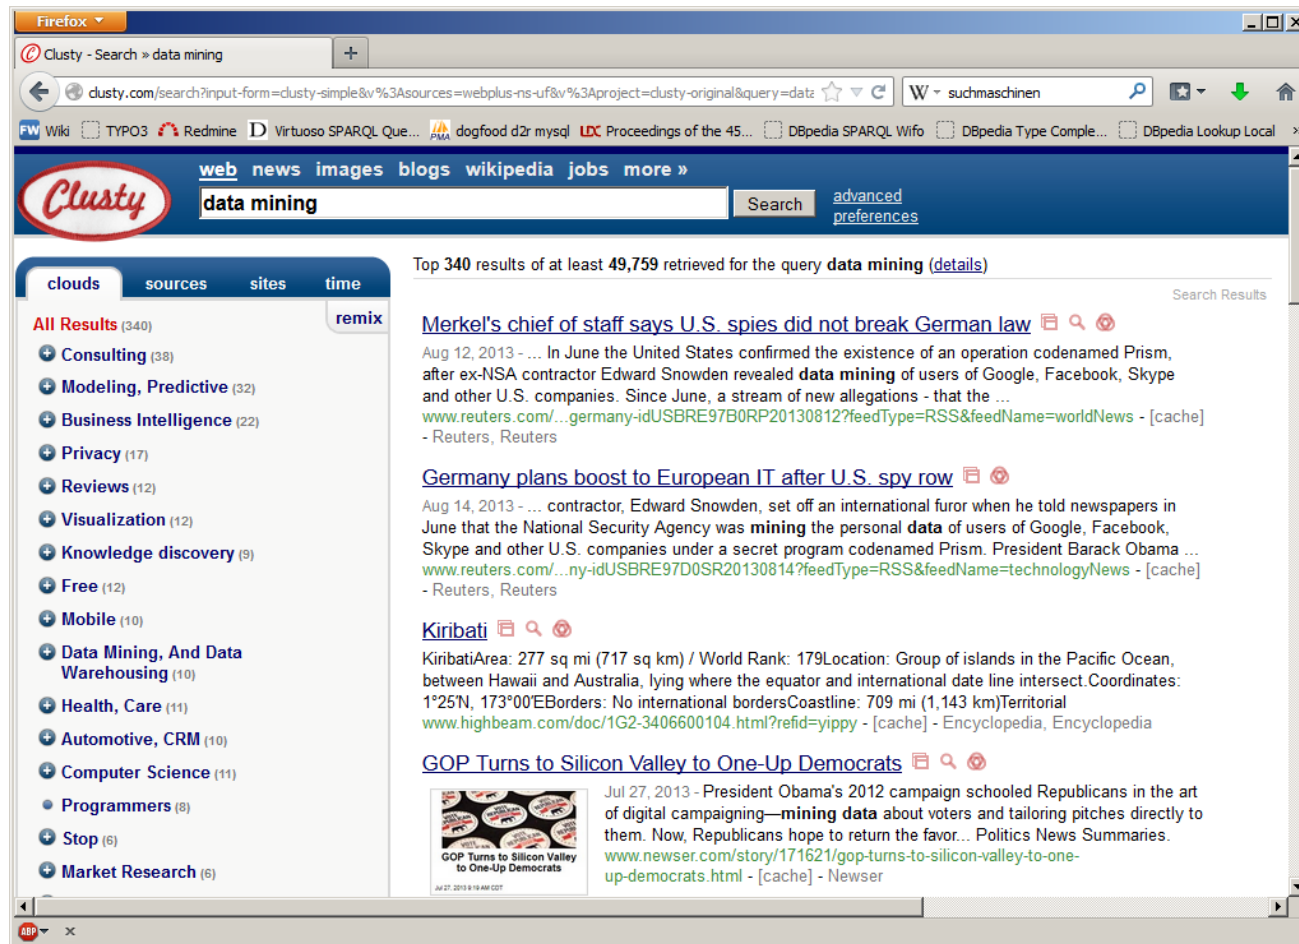 Firefox
Clusty - Search » data mining
clusty.com/search?input-form=clusty-simple&v%3Asources=webplus-ns-uf&v%3Aproject=clusty-original&query=data
W suchmaschinen
FW Wiki TYPO3 Redmine D Virtuoso SPARQL Que... PMA dogfood d2r mysql LDC Proceedings of the 45... DBpedia SPARQL Wifo DBpedia Type Comple... DBpedia Lookup Local »
web news images blogs wikipedia jobs more »
Clusty
data mining
Search
advanced
preferences
clouds sources sites time
remix
All Results (340)
Consulting (38)
Modeling, Predictive (32)
Business Intelligence (22)
Privacy (17)
Reviews (12)
Visualization (12)
Knowledge discovery (9)
Free (12)
Mobile (10)
Data Mining, And Data
Warehousing (10)
Health, Care (11)
Automotive, CRM (10)
Computer Science (11)
Programmers (8)
Stop (6)
Market Research (6)
Top 340 results of at least 49,759 retrieved for the query data mining (details)
Search Results
Merkel's chief of staff says U.S. spies did not break German law
Aug 12, 2013 - ... In June the United States confirmed the existence of an operation codenamed Prism,
after ex-NSA contractor Edward Snowden revealed data mining of users of Google, Facebook, Skype
and other U.S. companies. Since June, a stream of new allegations - that the ...
www.reuters.com/...germany-idUSBRE97B0RP20130812?feedType=RSS&feedName=worldNews - [cache]
- Reuters, Reuters
Germany plans boost to European IT after U.S. spy row
Aug 14, 2013 - ... contractor, Edward Snowden, set off an international furor when he told newspapers in
June that the National Security Agency was mining the personal data of users of Google, Facebook,
Skype and other U.S. companies under a secret program codenamed Prism. President Barack Obama ...
www.reuters.com/...ny-idUSBRE97D0SR20130814?feedType=RSS&feedName=technologyNews - [cache]
- Reuters, Reuters
Kiribati
KiribatiArea: 277 sq mi (717 sq km) / World Rank: 179Location: Group of islands in the Pacific Ocean,
between Hawaii and Australia, lying where the equator and international date line intersect.Coordinates:
1°25′N, 173°00′EBorders: No international bordersCoastline: 709 mi (1,143 km)Territorial
www.highbeam.com/doc/1G2-3406600104.html?refid=yippy - [cache] - Encyclopedia, Encyclopedia
GOP Turns to Silicon Valley to One-Up Democrats
Jul 27, 2013 - President Obama's 2012 campaign schooled Republicans in the art
of digital campaigning—mining data about voters and tailoring pitches directly to
them. Now, Republicans hope to return the favor... Politics News Summaries.
www.newser.com/story/171621/gop-turns-to-silicon-valley-to-one-
up-democrats.html - [cache] - Newser
GOP Turns to Silicon Valley
to One-Up Democrats
Jul 27, 2013 9:19 AM CDT
ABP